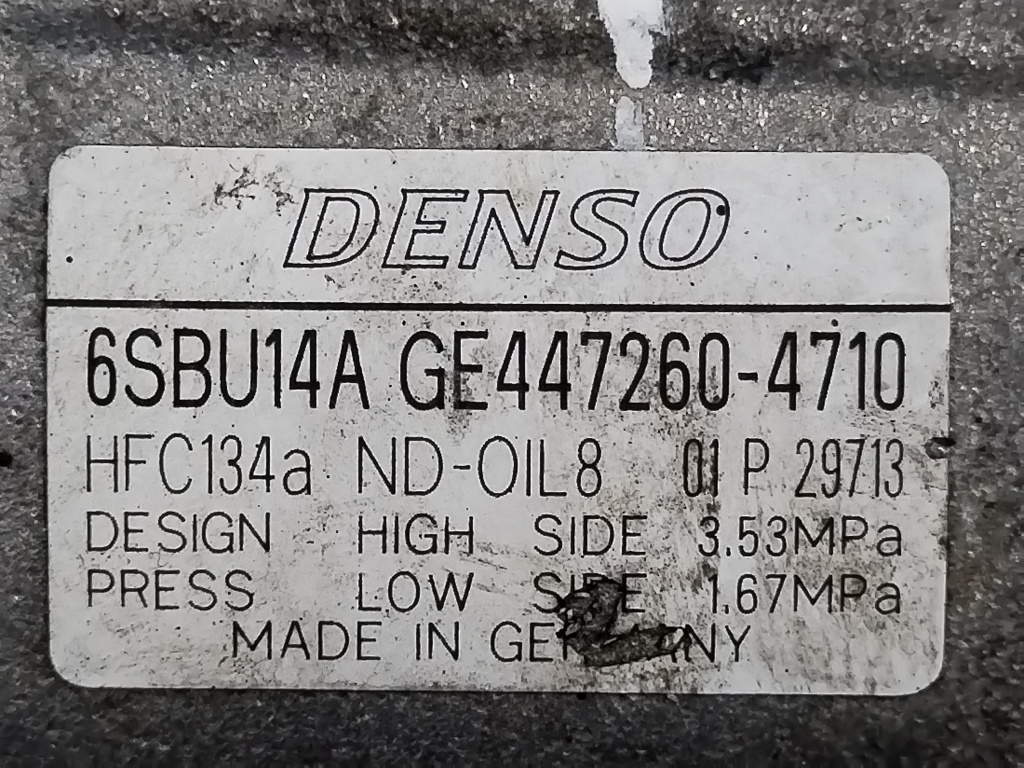 DENSO
6SBU14A GE447260-4710
HFC134a ND-OIL8 01 P 29713
DESIGN HIGH SIDE 3.53MPa
PRESS LOW SIDE 1.67MPa
MADE IN GERMANY